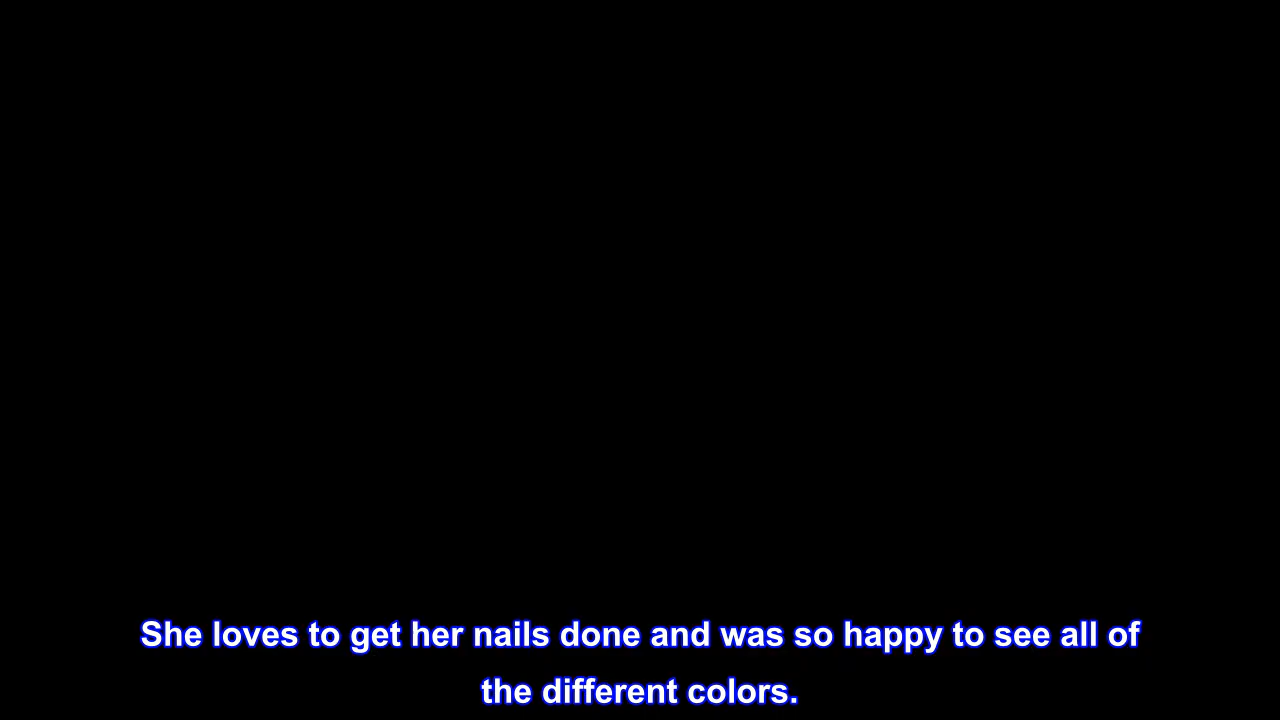 She loves to get her nails done and was so happy to see all of
the different colors.